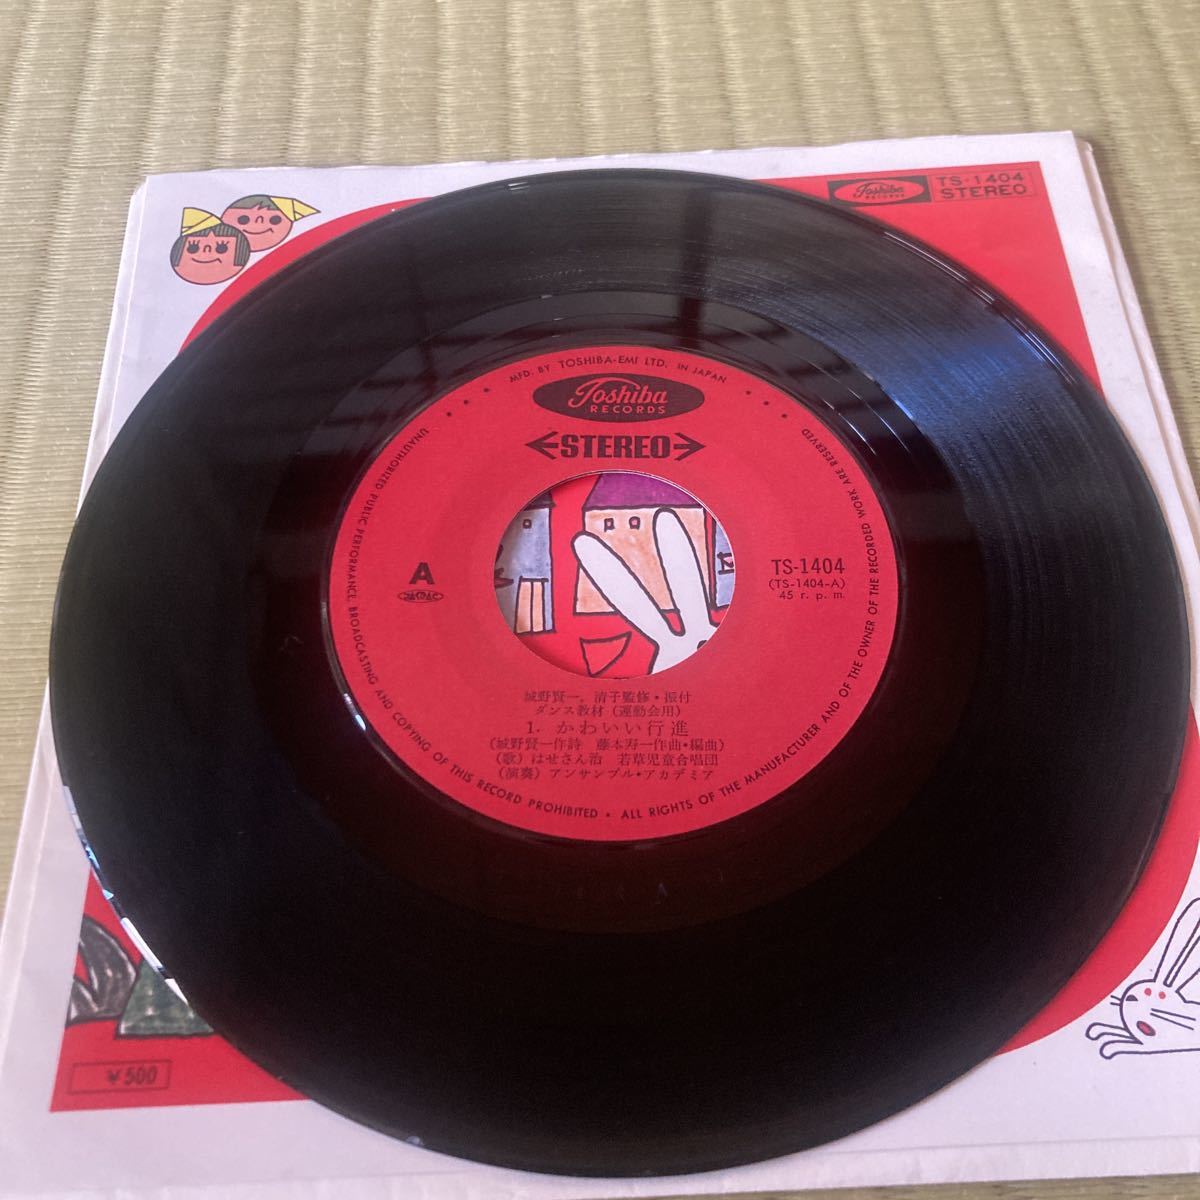 Toshiba
RECORDS
TS-1404
STEREO
MFD. BY TOSHIBA-EMI LTD. IN JAPAN
Toshiba
RECORDS
STEREO
A
TS-1404
(TS-1404-A)
45 r. p. m.
城野賢一、清子監修・振付
ダンス教材(運動会用)
1. かわいい行進
(城野賢一作詩 藤本寿一作曲・編曲)
(歌)はせさん治 若草児童合唱団
(演奏)アンサンブル・アカデミア
UNAUTHORIZED PUBLIC PERFORMANCE, BROADCASTING AND COPYING OF THIS RECORD PROHIBITED • ALL RIGHTS OF THE MANUFACTURER AND OF THE OWNER OF THE RECORDED WORK ARE RESERVED
¥500